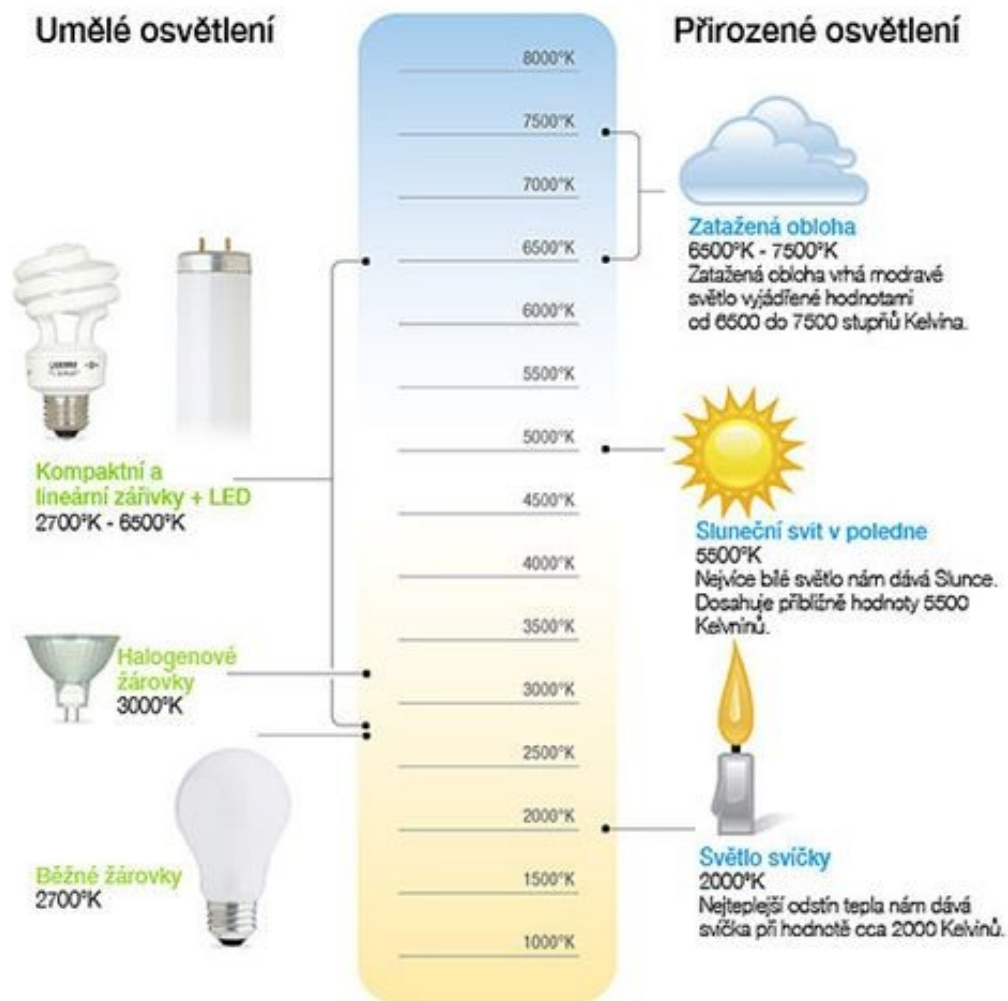 Umělé osvětlení
Přirozené osvětlení
8000°K
7500°K
7000°K
6500°K
6000°K
5500°K
5000°K
4500°K
4000°K
3500°K
3000°K
2500°K
2000°K
1500°K
1000°K
Kompaktní a
lineární zářivky + LED
2700°K - 6500°K
Halogenové
žárovky
3000°K
Běžné žárovky
2700°K
Zatažená obloha
6500°K - 7500°K
Zatažená obloha vrhá modravé
světlo vyjádřené hodnotami
od 6500 do 7500 stupňů Kelvina.
Sluneční svit v poledne
5500°K
Nejvíce bílé světlo nám dává Slunce.
Dosahuje přibližně hodnoty 5500
Kelvninů.
Světlo svíčky
2000°K
Nejteplejší odstín tepla nám dává
svíčka při hodnotě cca 2000 Kelvinů.